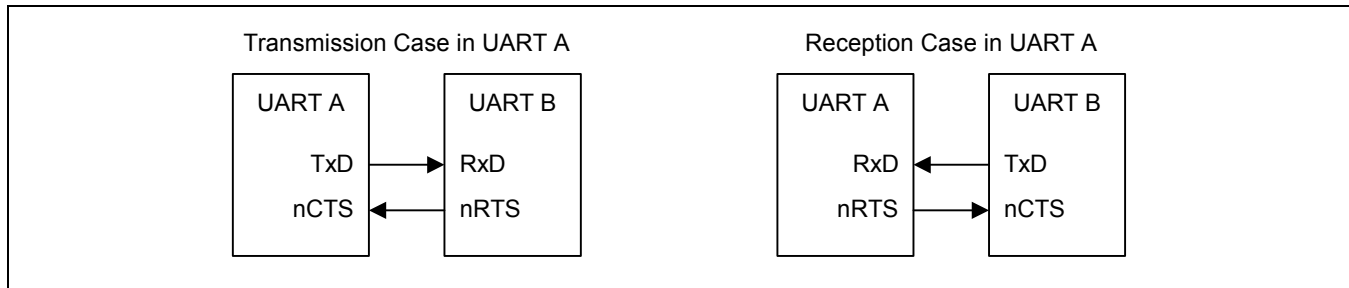 Transmission Case in UART A
UART A
UART B
TxD
RxD
nCTS
nRTS
Reception Case in UART A
UART A
UART B
RxD
TxD
nRTS
nCTS